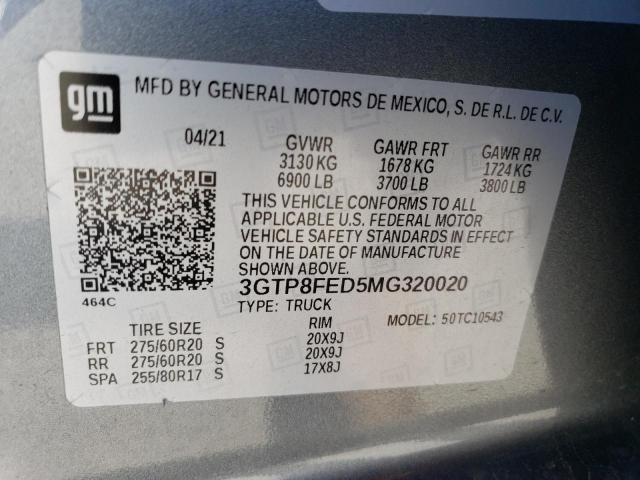 gm
MFD BY GENERAL MOTORS DE MEXICO, S. DE R.L. DE C.V.
04/21 GVWR GAWR FRT GAWR RR
3130 KG 1678 KG 1724 KG
6900 LB 3700 LB 3800 LB
THIS VEHICLE CONFORMS TO ALL
APPLICABLE U.S. FEDERAL MOTOR
VEHICLE SAFETY STANDARDS IN EFFECT
ON THE DATE OF MANUFACTURE
SHOWN ABOVE.
464C 3GTP8FED5MG320020
TYPE: TRUCK
TIRE SIZE RIM MODEL: 50TC10543
FRT 275/60R20 S 20X9J
RR 275/60R20 S 20X9J
SPA 255/80R17 S 17X8J